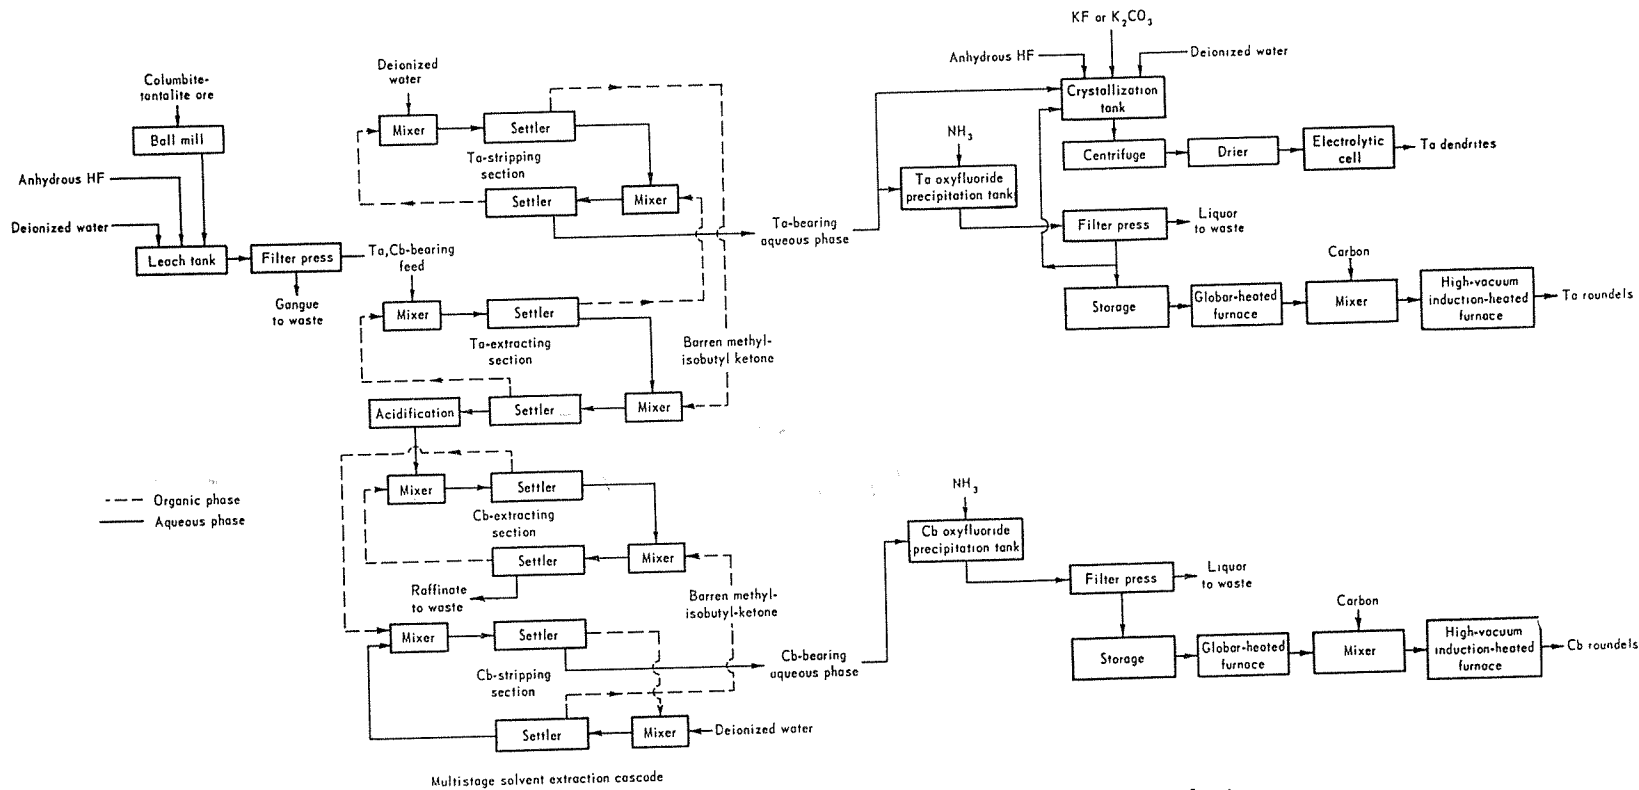 Columbite-
tantalite ore
Ball mill
Anhydrous HF
Deionized water
Leach tank
Filter press
Gangue
to waste
Ta,Cb-bearing
feed
Deionized
water
Mixer
Settler
Ta-stripping
section
Settler
Mixer
Mixer
Settler
Ta-extracting
section
Acidification
Settler
Mixer
Barren methyl-
isobutyl ketone
Ta-bearing
aqueous phase
Organic phase
Aqueous phase
Mixer
Settler
Cb-extracting
section
Settler
Mixer
Raffinate
to waste
Barren methyl-
isobutyl-ketone
Mixer
Settler
Cb-stripping
section
Cb-bearing
aqueous phase
Settler
Mixer
Deionized water
Multistage solvent extraction cascade
KF or K₂CO₃
Anhydrous HF
Deionized water
Crystallization
tank
NH₃
Centrifuge
Drier
Electrolytic
cell
Ta dendrites
Ta oxyfluoride
precipitation tank
Filter press
Liquor
to waste
Carbon
Storage
Globar-heated
furnace
Mixer
High-vacuum
induction-heated
furnace
Ta roundels
NH₃
Cb oxyfluoride
precipitation tank
Filter press
Liquor
to waste
Carbon
Storage
Globar-heated
furnace
Mixer
High-vacuum
induction-heated
furnace
Cb roundels